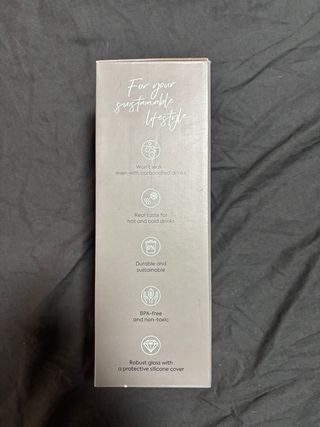 For your
sustainable
lifestyle
Won't leak -
even with carbonated drinks
Real taste for
hot and cold drinks
Durable and
sustainable
BPA-free
and non-toxic
Robust glass with
a protective silicone cover